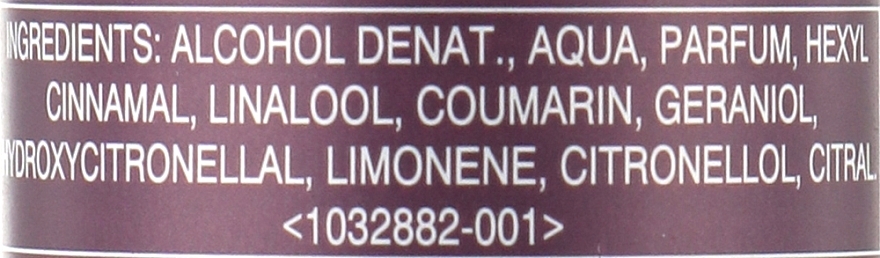 INGREDIENTS: ALCOHOL DENAT., AQUA, PARFUM, HEXYL
CINNAMAL, LINALOOL, COUMARIN, GERANIOL,
HYDROXYCITRONELLAL, LIMONENE, CITRONELLOL, CITRAL.
<1032882-001>